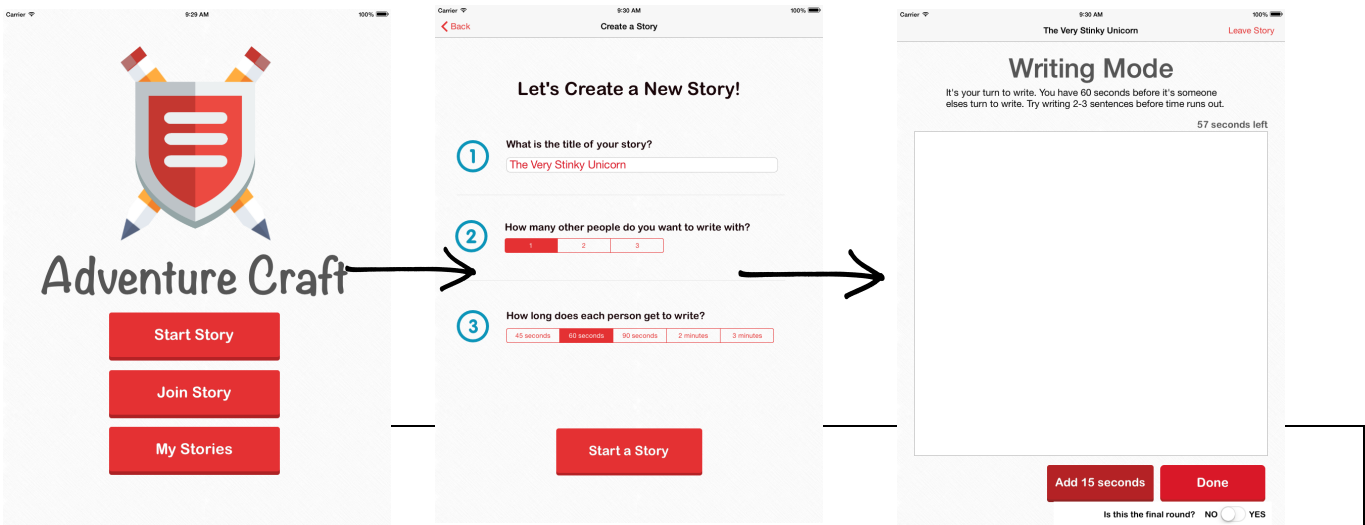 Carrier 9:29 AM 100%
Adventure Craft
Start Story
Join Story
My Stories
Carrier 9:30 AM 100%
Back Create a Story
Let's Create a New Story!
1 What is the title of your story?
The Very Stinky Unicorn
2 How many other people do you want to write with?
1 2 3
3 How long does each person get to write?
45 seconds 60 seconds 90 seconds 2 minutes 3 minutes
Start a Story
Carrier 9:30 AM 100%
The Very Stinky Unicorn Leave Story
Writing Mode
It's your turn to write. You have 60 seconds before it's someone
elses turn to write. Try writing 2-3 sentences before time runs out.
57 seconds left
Add 15 seconds Done
Is this the final round? NO YES